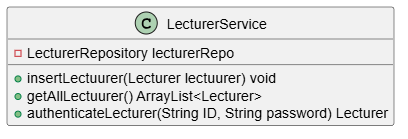 C LecturerService
LecturerRepository lecturerRepo
insertLectuurer(Lecturer lectuurer) void
getAllLectuurer() ArrayList<Lecturer>
authenticateLecturer(String ID, String password) Lecturer